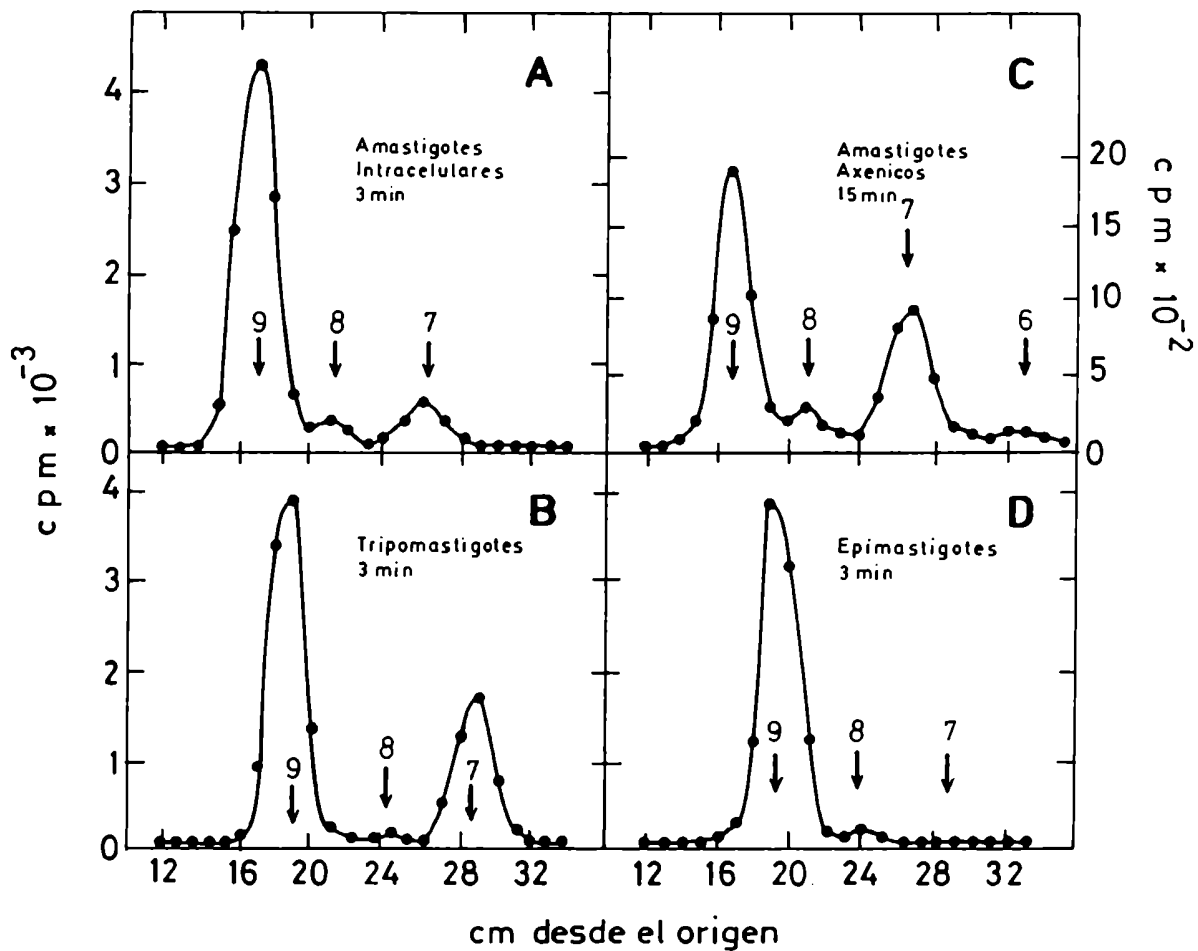 A
Amastigotes
Intracelulares
3 min
9 8 7
4
3
2
1
0
cpm × 10⁻³
C
Amastigotes
Axenicos
15 min
7
9 8 6
20
15
10
5
0
cpm × 10⁻²
B
Tripomastigotes
3 min
9 8 7
4
3
2
1
0
12 16 20 24 28 32
D
Epimastigotes
3 min
9 8 7
12 16 20 24 28 32
cm desde el origen